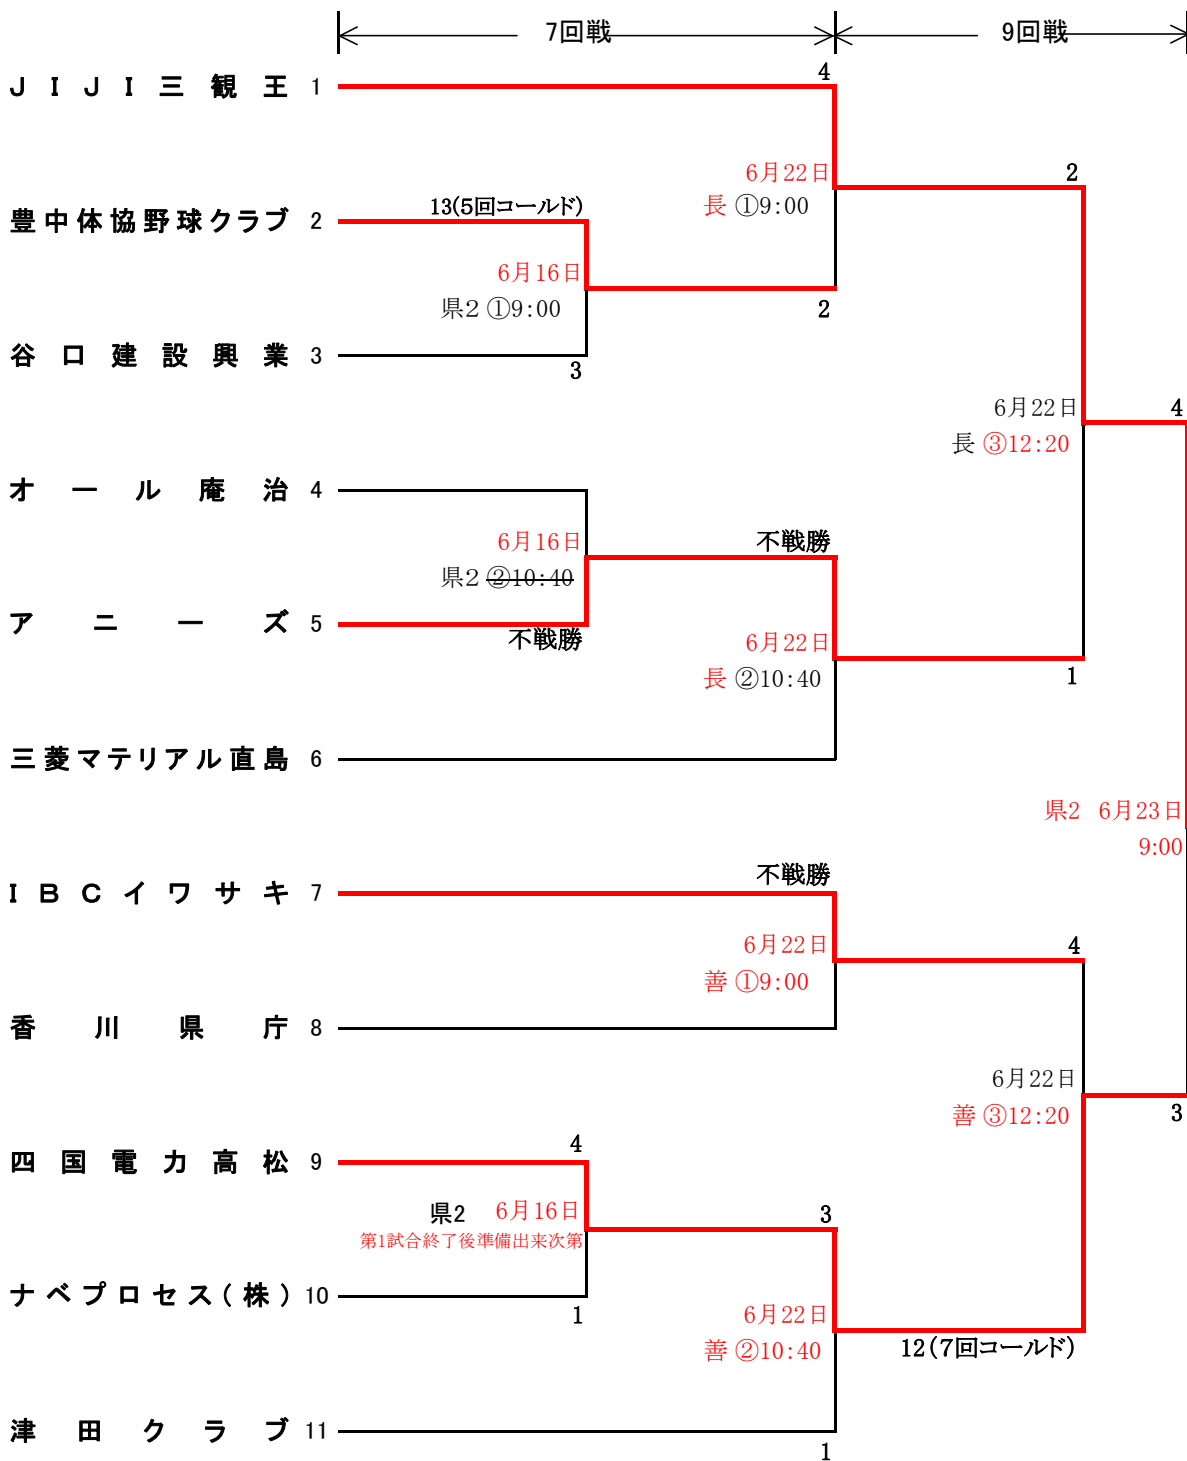 7回戦 9回戦
ＪＩＪＩ三観王 1
4
6月22日
長 ①9:00
2
豊中体協野球クラブ 2
13(5回コールド)
6月16日
県2 ①9:00
2
谷口建設興業 3
3
6月22日
4
長 ③12:20
オール庵治 4
6月16日
不戦勝
県2 ②10:40
アニーズ 5
不戦勝
6月22日
長 ②10:40
1
三菱マテリアル直島 6
県2 6月23日
9:00
ＩＢＣイワサキ 7
不戦勝
6月22日
4
善 ①9:00
香川県庁 8
6月22日
善 ③12:20
3
四国電力高松 9
4
県2 6月16日
3
第1試合終了後準備出来次第
ナベプロセス(株) 10
1
6月22日
善 ②10:40
12(7回コールド)
津田クラブ 11
1